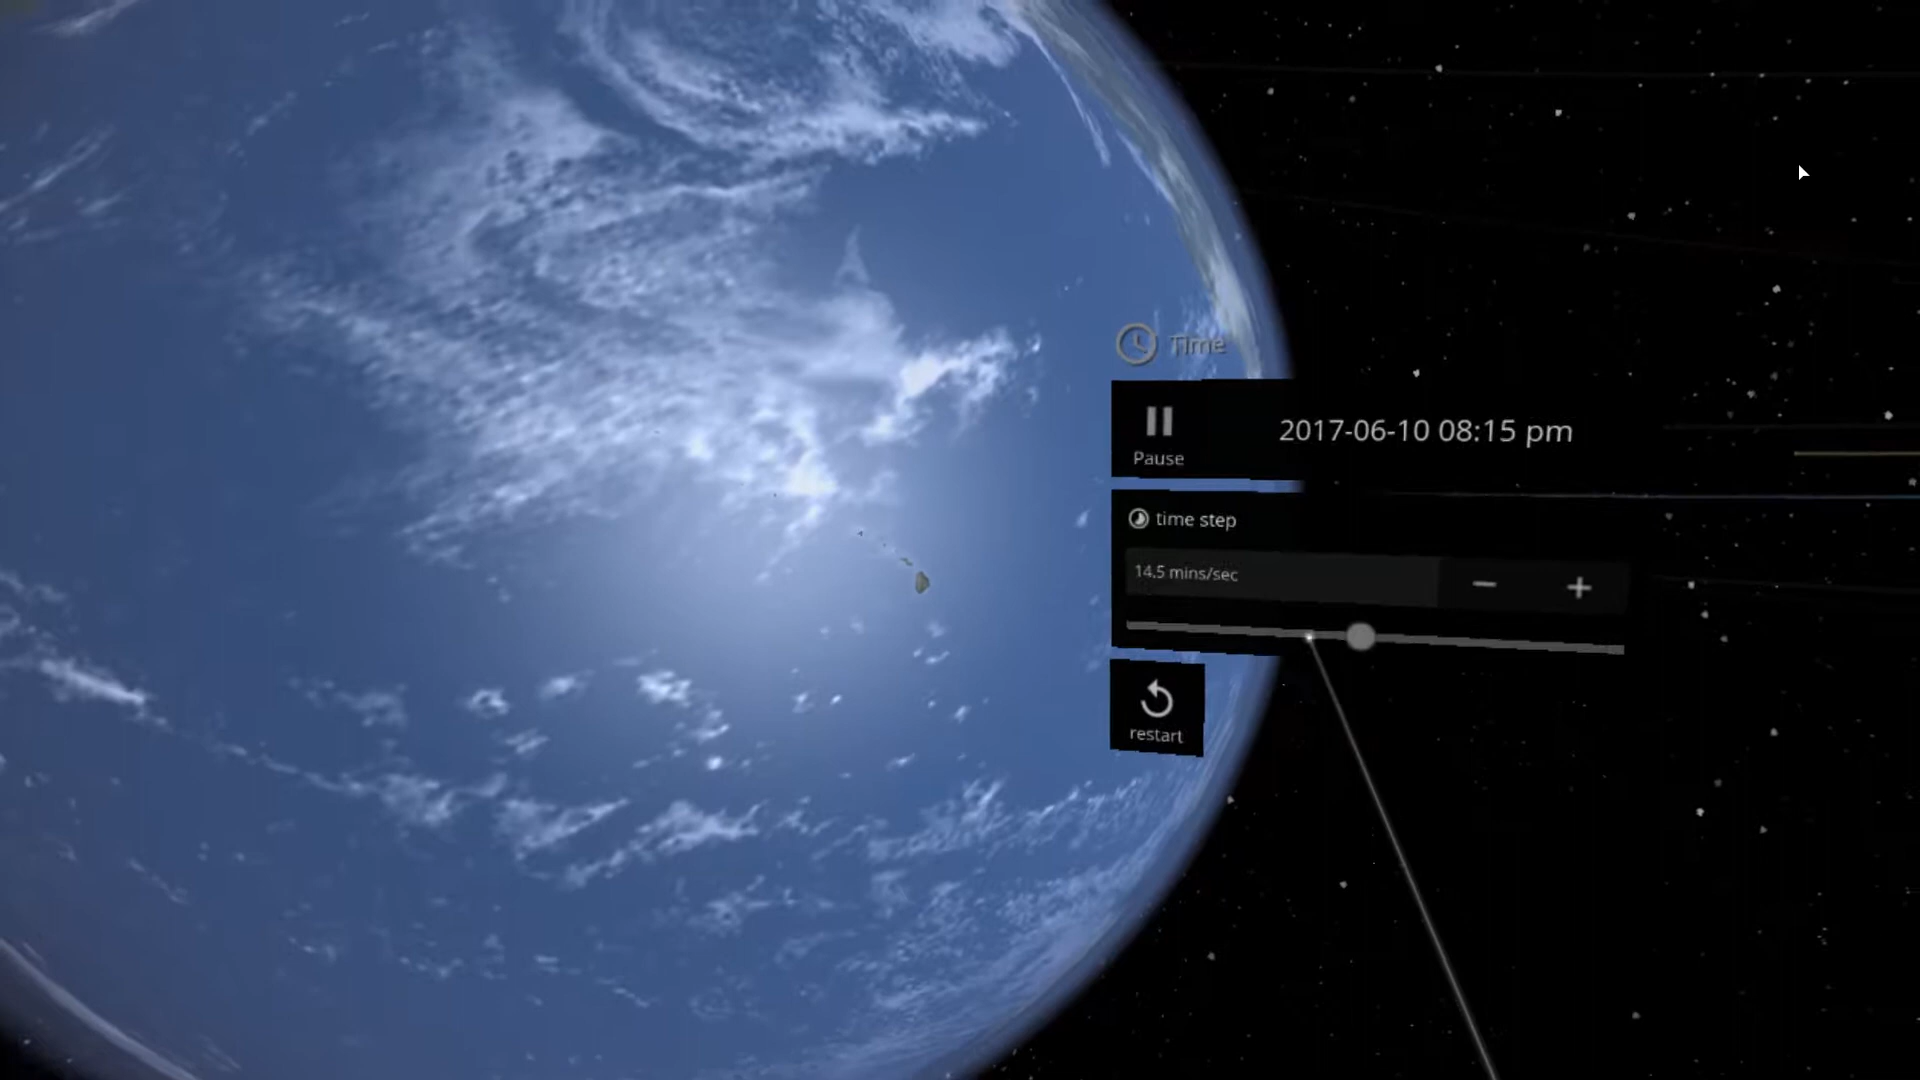 Time
2017-06-10 08:15 pm
Pause
time step
14.5 mins/sec
restart